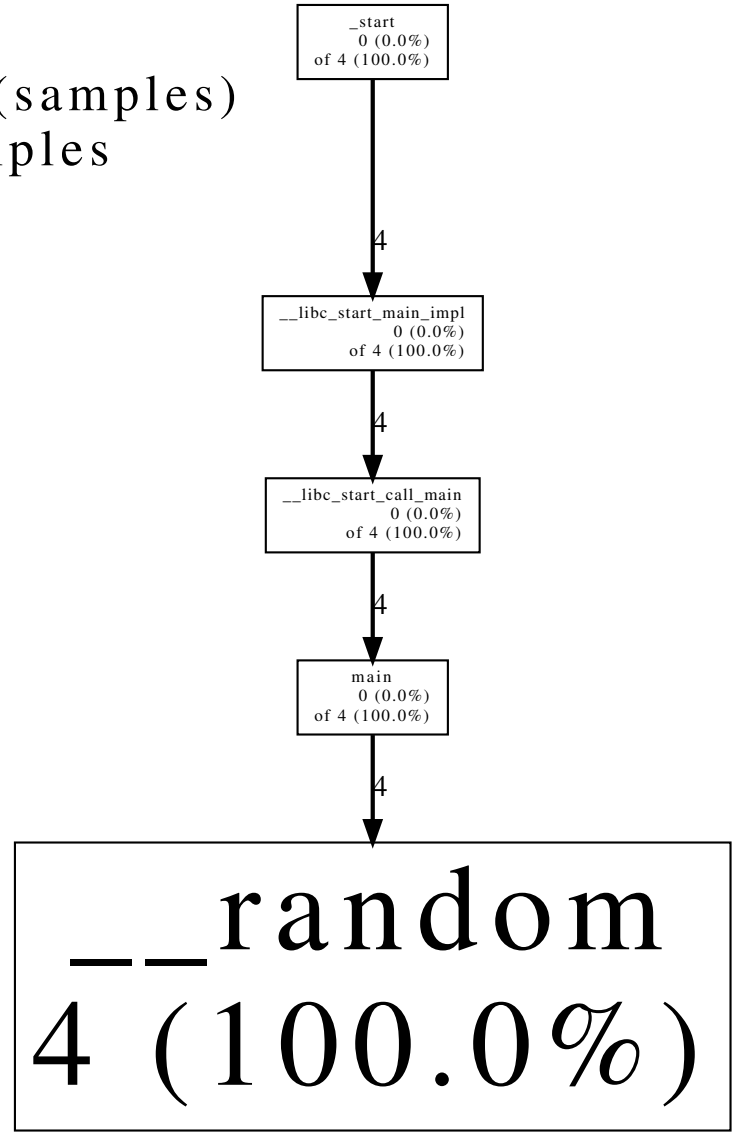 _start
0 (0.0%)
of 4 (100.0%)
(samples)
4
__libc_start_main_impl
0 (0.0%)
of 4 (100.0%)
4
__libc_start_call_main
0 (0.0%)
of 4 (100.0%)
4
main
0 (0.0%)
of 4 (100.0%)
4
__random
4 (100.0%)